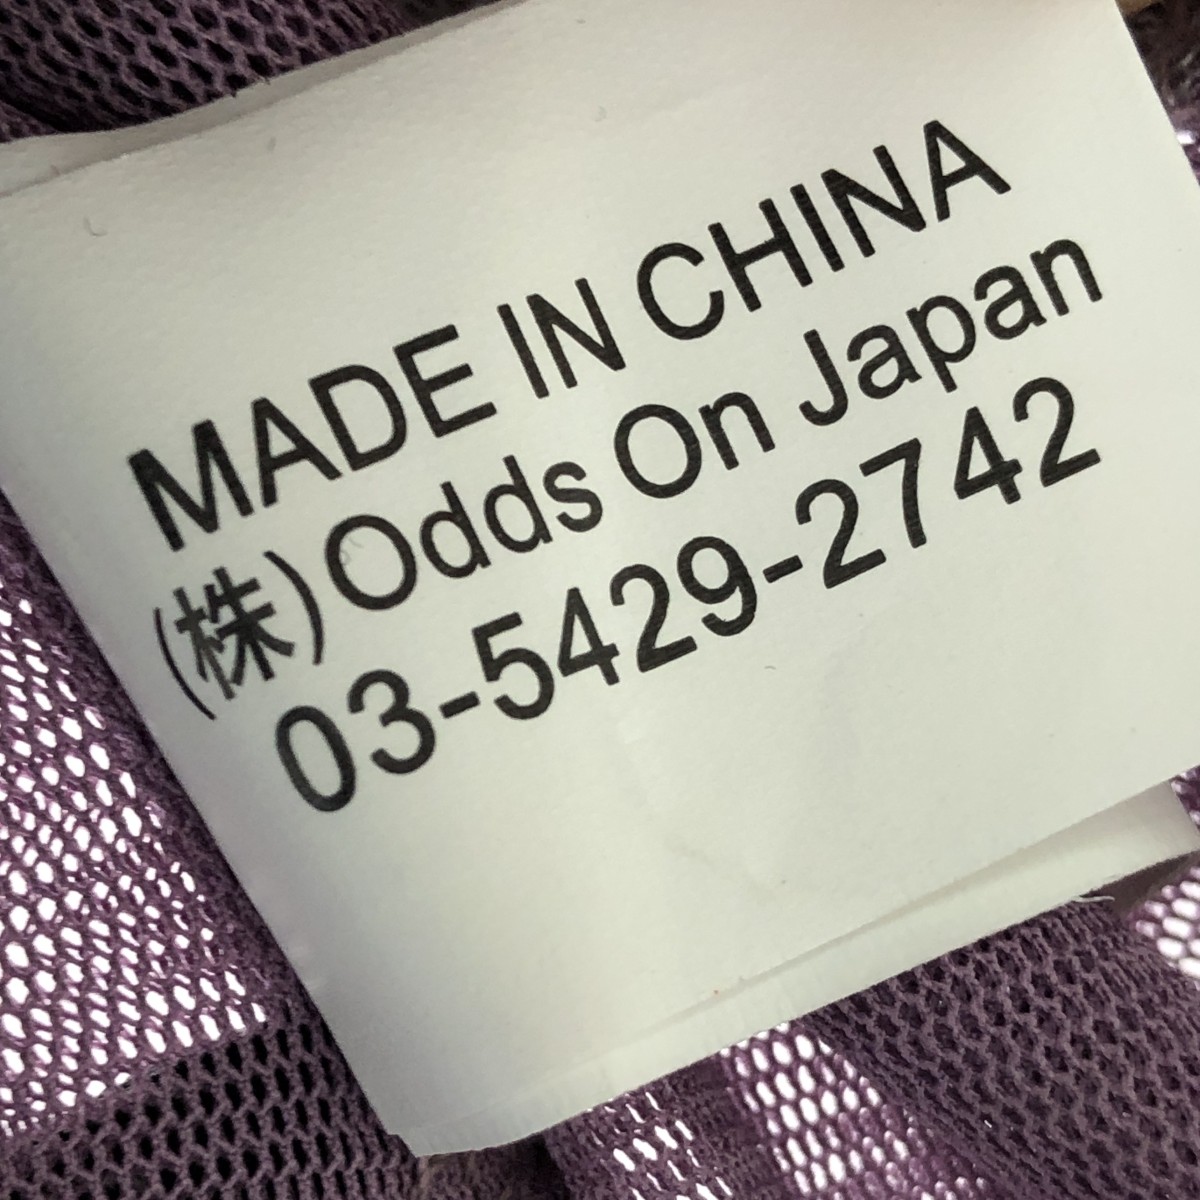 MADE IN CHINA
(株)Odds On Japan
03-5429-2742